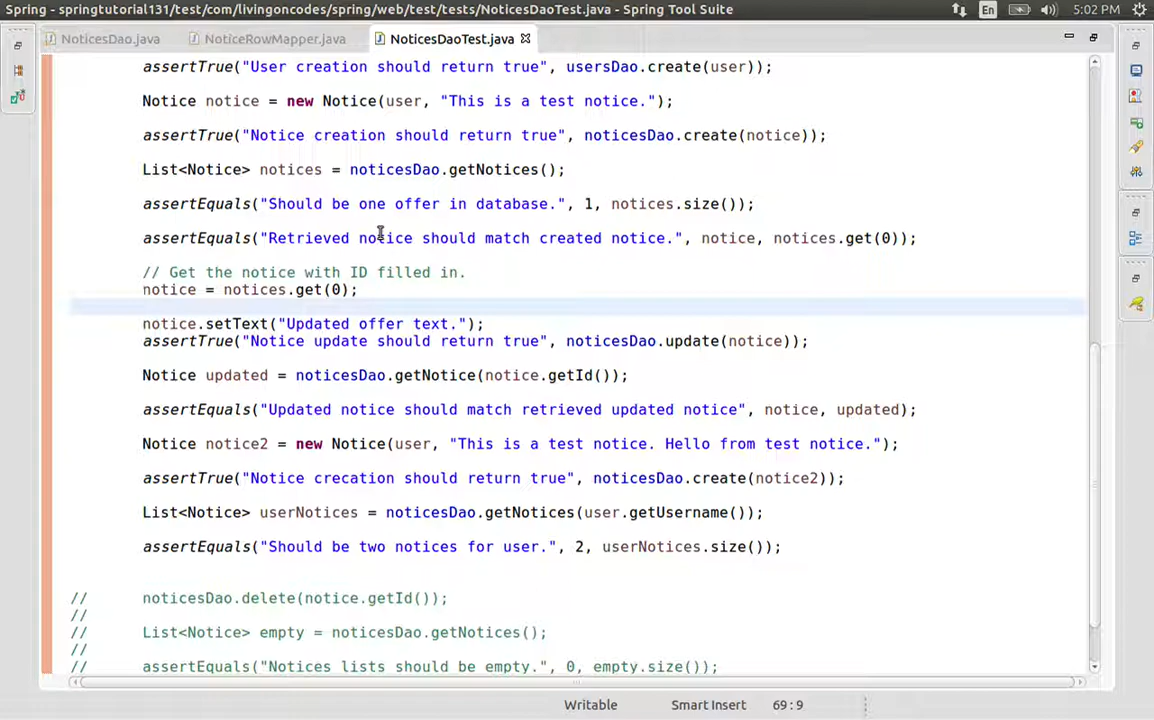 Spring - springtutorial131/test/com/livingoncodes/spring/web/test/tests/NoticesDaoTest.java - Spring Tool Suite
En
5:02 PM
NoticesDao.java
NoticeRowMapper.java
NoticesDaoTest.java
assertTrue("User creation should return true", usersDao.create(user));
Notice notice = new Notice(user, "This is a test notice.");
assertTrue("Notice creation should return true", noticesDao.create(notice));
List<Notice> notices = noticesDao.getNotices();
assertEquals("Should be one offer in database.", 1, notices.size());
assertEquals("Retrieved notice should match created notice.", notice, notices.get(0));
// Get the notice with ID filled in.
notice = notices.get(0);
notice.setText("Updated offer text.");
assertTrue("Notice update should return true", noticesDao.update(notice));
Notice updated = noticesDao.getNotice(notice.getId());
assertEquals("Updated notice should match retrieved updated notice", notice, updated);
Notice notice2 = new Notice(user, "This is a test notice. Hello from test notice.");
assertTrue("Notice crecation should return true", noticesDao.create(notice2));
List<Notice> userNotices = noticesDao.getNotices(user.getUsername());
assertEquals("Should be two notices for user.", 2, userNotices.size());
// noticesDao.delete(notice.getId());
//
// List<Notice> empty = noticesDao.getNotices();
//
// assertEquals("Notices lists should be empty.", 0, empty.size());
Writable
Smart Insert
69 : 9